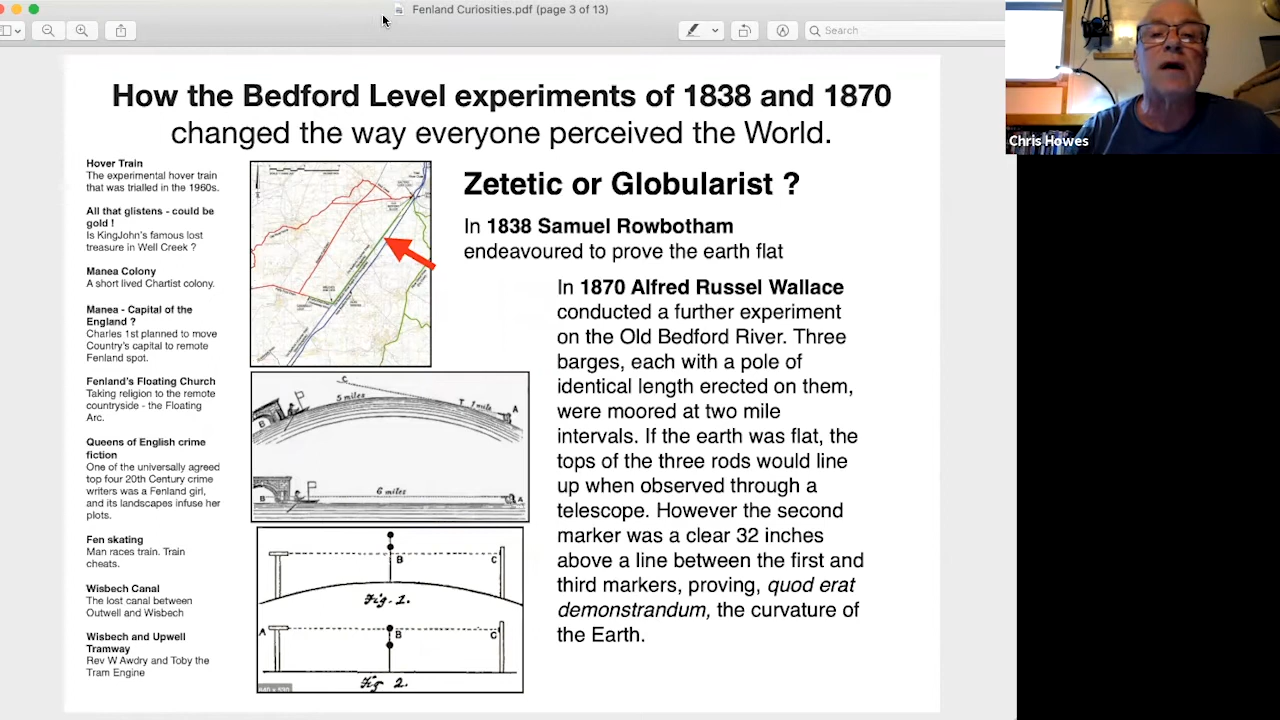 Fenland Curiosities.pdf (page 3 of 13)
Search
Chris Howes
How the Bedford Level experiments of 1838 and 1870
changed the way everyone perceived the World.
Hover Train
The experimental hover train
that was trialled in the 1960s.
All that glistens - could be
gold !
Is KingJohn's famous lost
treasure in Well Creek ?
Manea Colony
A short lived Chartist colony.
Manea - Capital of the
England ?
Charles 1st planned to move
Country's capital to remote
Fenland spot.
Fenland's Floating Church
Taking religion to the remote
countryside - the Floating
Arc.
Queens of English crime
fiction
One of the universally agreed
top four 20th Century crime
writers was a Fenland girl,
and its landscapes infuse her
plots.
Fen skating
Man races train. Train
cheats.
Wisbech Canal
The lost canal between
Outwell and Wisbech
Wisbech and Upwell
Tramway
Rev W Awdry and Toby the
Tram Engine
C
5 miles
T 1 mile A
B
6 miles
B A
B C
Fig. 1.
A B C
Fig 2.
Zetetic or Globularist ?
In 1838 Samuel Rowbotham
endeavoured to prove the earth flat
In 1870 Alfred Russel Wallace
conducted a further experiment
on the Old Bedford River. Three
barges, each with a pole of
identical length erected on them,
were moored at two mile
intervals. If the earth was flat, the
tops of the three rods would line
up when observed through a
telescope. However the second
marker was a clear 32 inches
above a line between the first and
third markers, proving, quod erat
demonstrandum, the curvature of
the Earth.